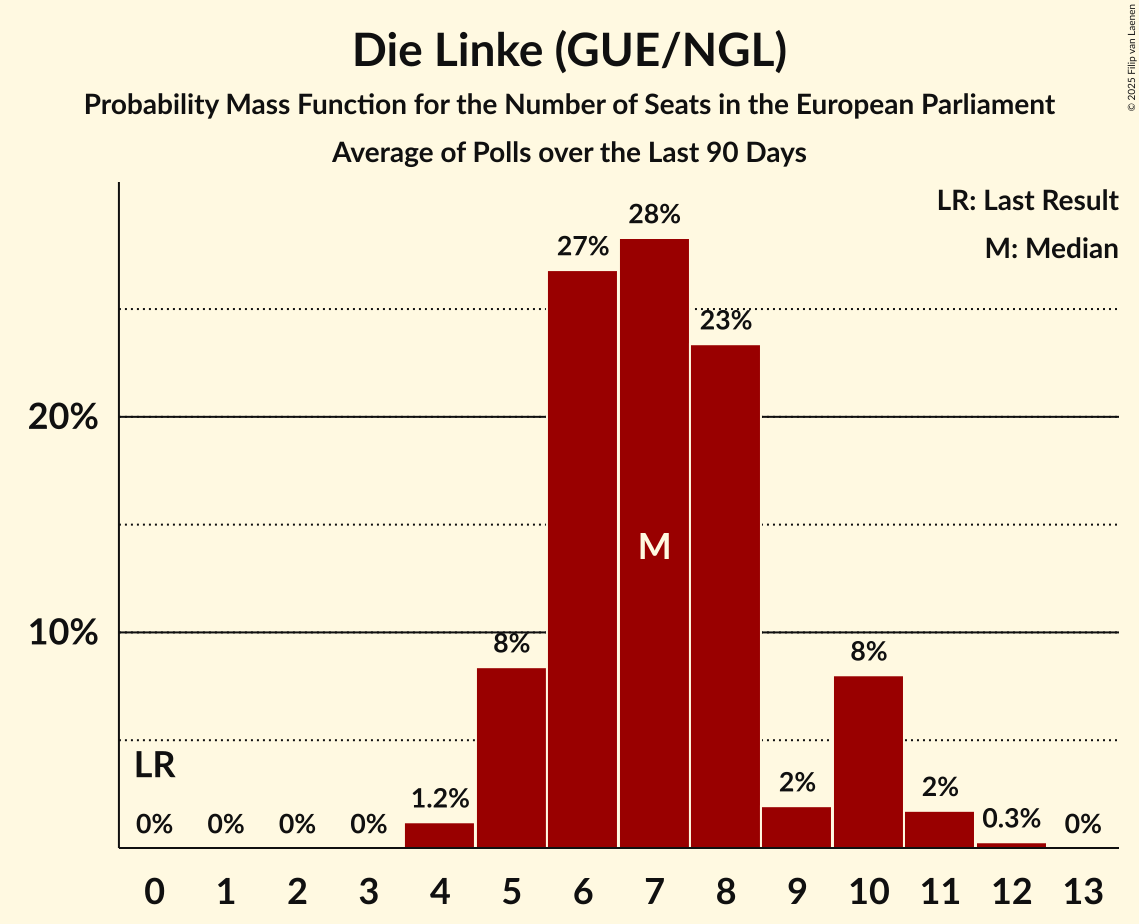 Die Linke (GUE/NGL)
Probability Mass Function for the Number of Seats in the European Parliament
Average of Polls over the Last 90 Days
© 2025 Filip van Laenen
LR: Last Result
M: Median
28%
27%
23%
20%
M
10%
8%
8%
LR
1.2%
2%
2%
0.3%
0%
0%
0%
0%
0%
0 1 2 3 4 5 6 7 8 9 10 11 12 13